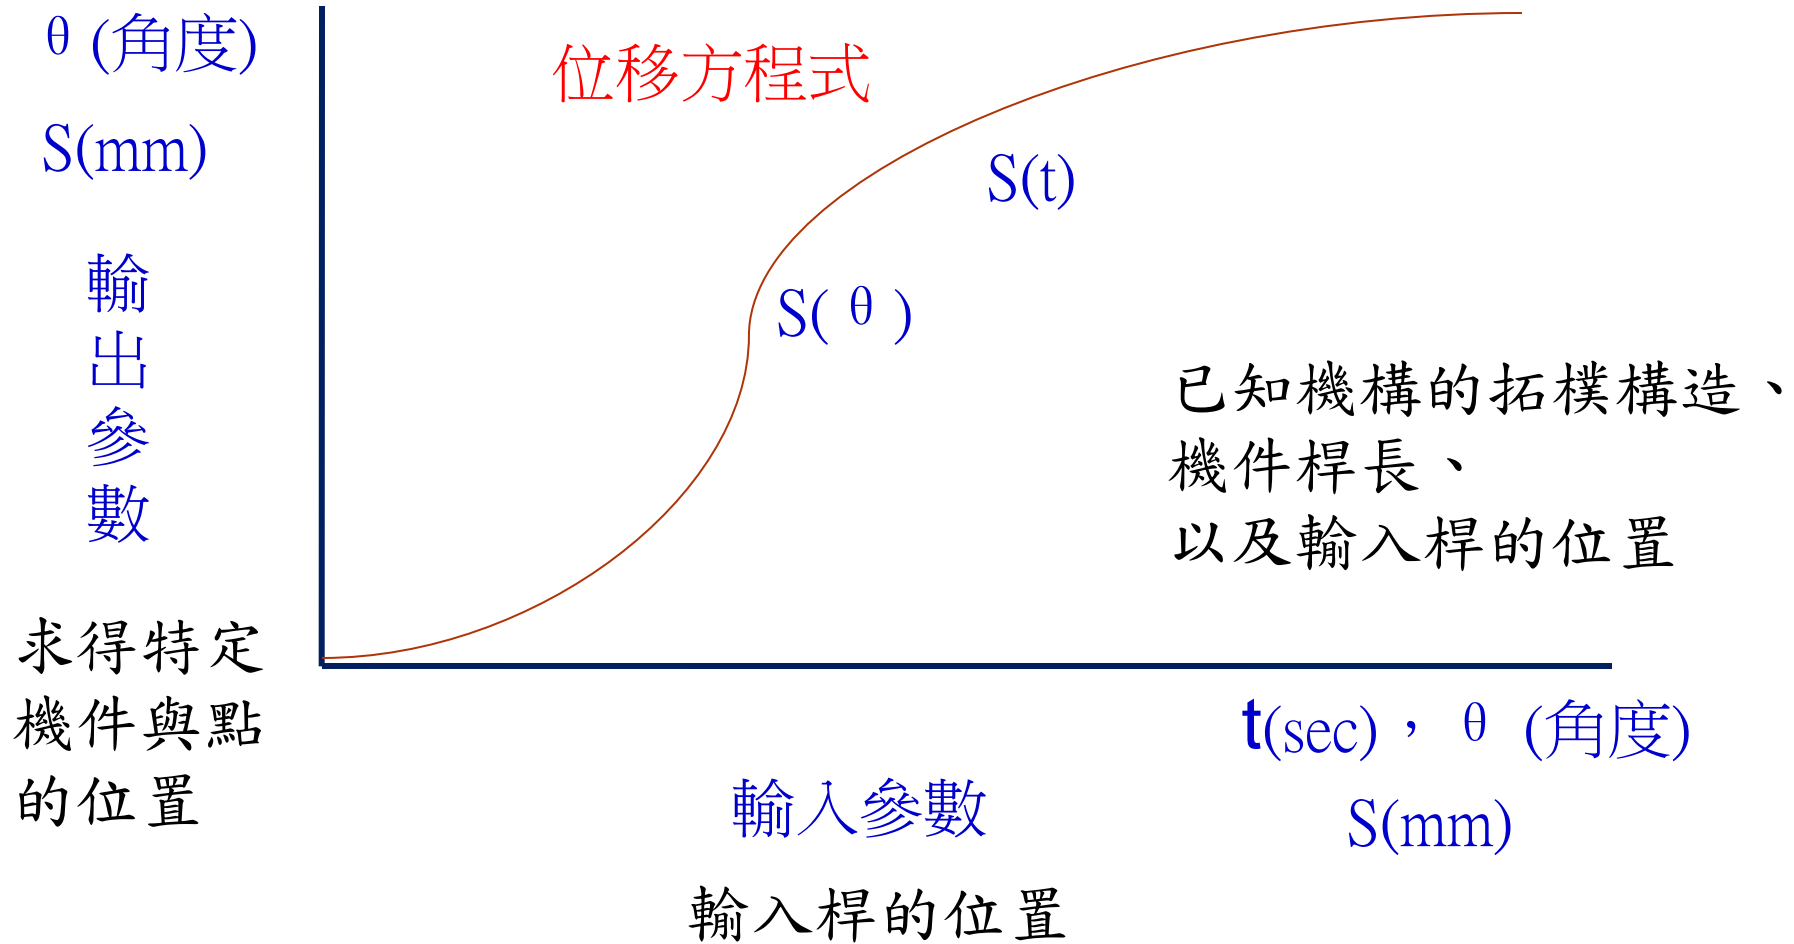 θ (角度)
S(mm)
位移方程式
S(t)
S( θ )
輸
出
參
數
已知機構的拓樸構造、
機件桿長、
以及輸入桿的位置
求得特定
機件與點
的位置
t(sec)，θ (角度)
S(mm)
輸入參數
輸入桿的位置